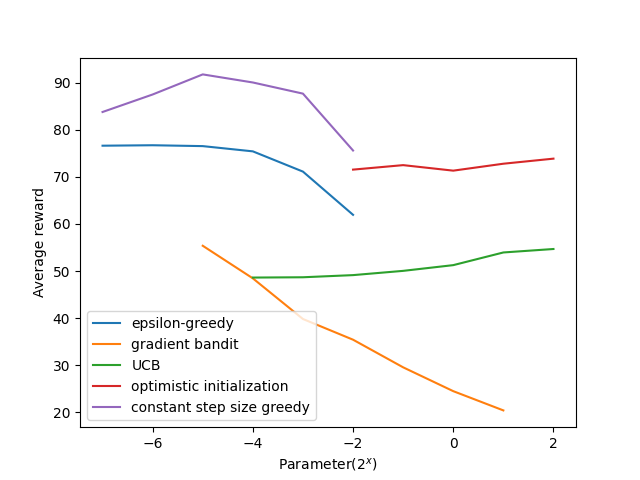 90
80
70
60
50
40
30
20
Average reward
epsilon-greedy
gradient bandit
UCB
optimistic initialization
constant step size greedy
−6 −4 −2 0 2
Parameter(2^x)